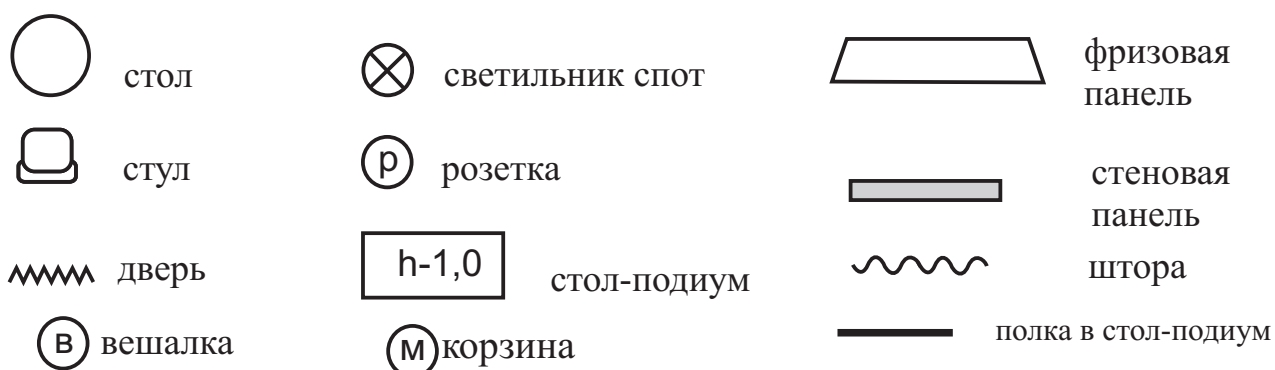 стол
светильник спот
фризовая
панель
стул
р
розетка
стеновая
панель
дверь
h-1,0
стол-подиум
штора
в
вешалка
м
корзина
полка в стол-подиум